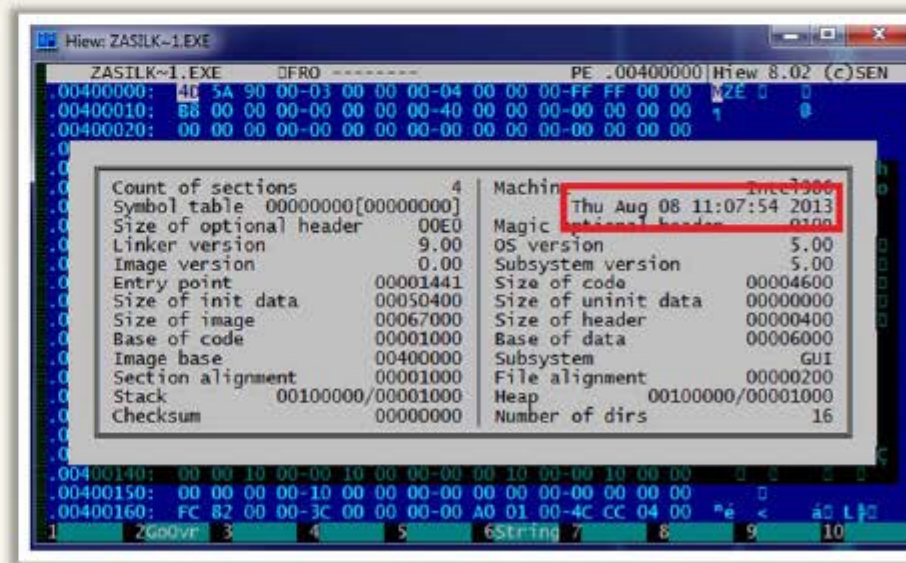 Hiew: ZASILK~1.EXE
ZASILK~1.EXE FRO -------- PE .00400000 Hiew 8.02 (c)SEN
.00400000: 4D 5A 90 00-03 00 00 00-04 00 00 00-FF FF 00 00 MZÉ
.00400010: B8 00 00 00-00 00 00 00-40 00 00 00-00 00 00 00 ╕ @
.00400020: 00 00 00 00-00 00 00 00-00 00 00 00-00 00 00 00
Count of sections 4
Symbol table 00000000[00000000]
Size of optional header 00E0
Linker version 9.00
Image version 0.00
Entry point 00001441
Size of init data 00050400
Size of image 00067000
Base of code 00001000
Image base 00400000
Section alignment 00001000
Stack 00100000/00001000
Checksum 00000000
Thu Aug 08 11:07:54 2013
OS version 5.00
Subsystem version 5.00
Size of code 00004600
Size of uninit data 00000000
Size of header 00000400
Base of data 00006000
Subsystem GUI
File alignment 00000200
Heap 00100000/00001000
Number of dirs 16
.00400140: 00 00 10 00-00 10 00 00-00 00 10 00-00 10 00 00
.00400150: 00 00 00 00-10 00 00 00-00 00 00 00-00 00 00 00
.00400160: FC 82 00 00-3C 00 00 00-00 A0 01 00-4C CC 04 00 ⁿé < á L╠
1 2GoOvr 3 4 5 6String 7 8 9 10